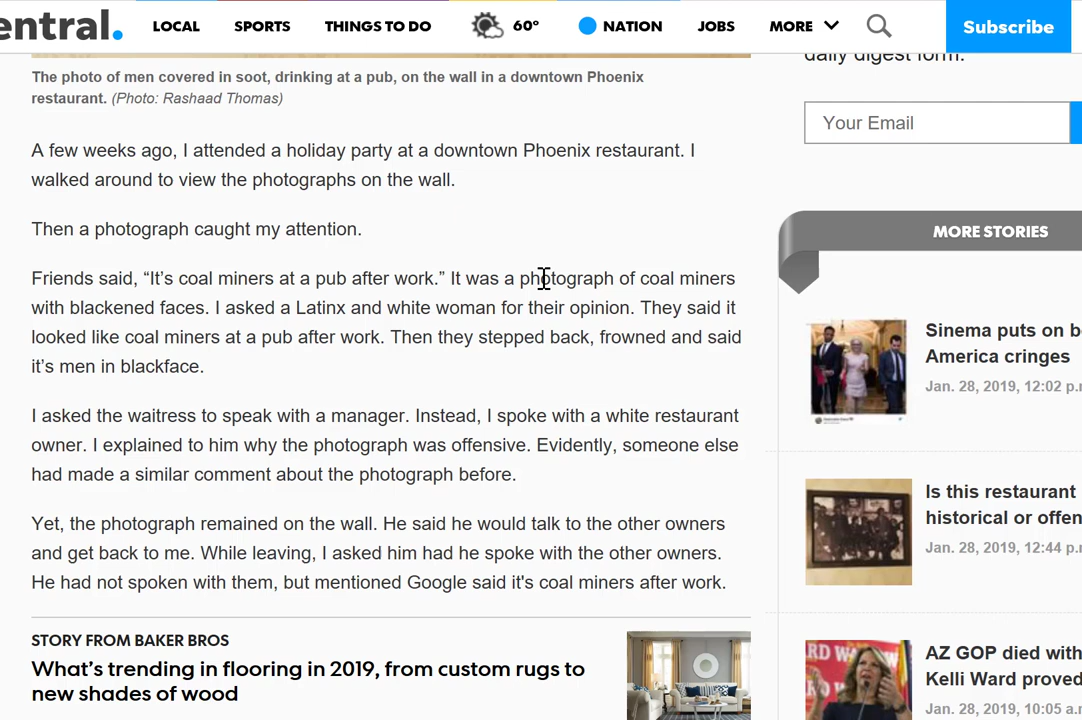 entral.
LOCAL SPORTS THINGS TO DO 60° NATION JOBS MORE Subscribe
The photo of men covered in soot, drinking at a pub, on the wall in a downtown Phoenix
restaurant. (Photo: Rashaad Thomas)
A few weeks ago, I attended a holiday party at a downtown Phoenix restaurant. I
walked around to view the photographs on the wall.
Then a photograph caught my attention.
Friends said, “It’s coal miners at a pub after work.” It was a photograph of coal miners
with blackened faces. I asked a Latinx and white woman for their opinion. They said it
looked like coal miners at a pub after work. Then they stepped back, frowned and said
it’s men in blackface.
I asked the waitress to speak with a manager. Instead, I spoke with a white restaurant
owner. I explained to him why the photograph was offensive. Evidently, someone else
had made a similar comment about the photograph before.
Yet, the photograph remained on the wall. He said he would talk to the other owners
and get back to me. While leaving, I asked him had he spoke with the other owners.
He had not spoken with them, but mentioned Google said it's coal miners after work.
STORY FROM BAKER BROS
What’s trending in flooring in 2019, from custom rugs to
new shades of wood
daily digest form.
Your Email
MORE STORIES
Sinema puts on b
America cringes
Jan. 28, 2019, 12:02 p.
Is this restaurant
historical or offen
Jan. 28, 2019, 12:44 p.
AZ GOP died with
Kelli Ward proved
Jan. 28, 2019, 10:05 a.